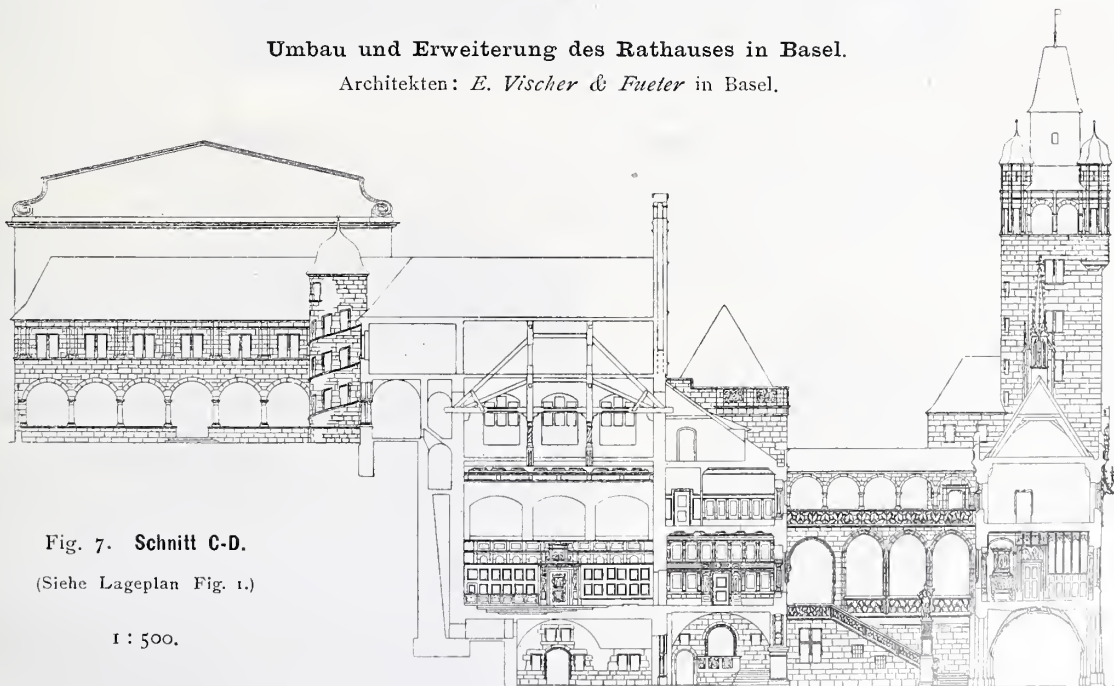 Umbau und Erweiterung des Rathauses in Basel.
Architekten: E. Vischer & Fueter in Basel.
Fig. 7. Schnitt C-D.
(Siehe Lageplan Fig. 1.)
1 : 500.